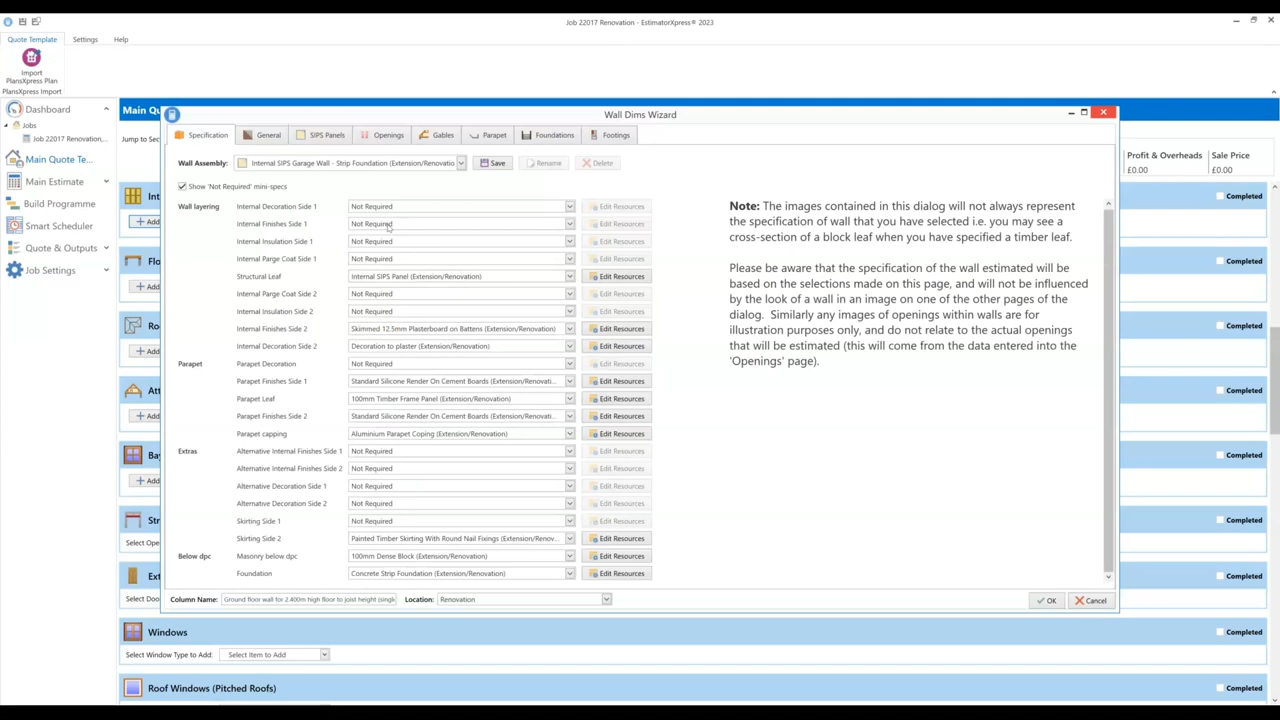 Job 22017 Renovation - EstimatorXpress® 2023
Quote Template
Settings
Help
Import
PlansXpress Plan
PlansXpress Import
Dashboard
Jobs
Job 22017 Renovation,...
Main Quote Te...
Main Estimate
Build Programme
Smart Scheduler
Quote & Outputs
Job Settings
Main Qu
Jump to Sec
Profit & Overheads
Sale Price
£0.00
£0.00
Int
Completed
Add
Flo
Completed
Add
Ro
Completed
Add
Att
Completed
Add
Bay
Completed
Add
Str
Completed
Select Ope
Ext
Completed
Select Doo
Windows
Completed
Select Window Type to Add:
Select Item to Add
Roof Windows (Pitched Roofs)
Completed
Wall Dims Wizard
Specification
General
SIPS Panels
Openings
Gables
Parapet
Foundations
Footings
Wall Assembly:
Internal SIPS Garage Wall - Strip Foundation (Extension/Renovatio
Save
Rename
Delete
Show 'Not Required' mini-specs
Wall layering
Internal Decoration Side 1
Not Required
Edit Resources
Internal Finishes Side 1
Not Required
Edit Resources
Internal Insulation Side 1
Not Required
Edit Resources
Internal Parge Coat Side 1
Not Required
Edit Resources
Structural Leaf
Internal SIPS Panel (Extension/Renovation)
Edit Resources
Internal Parge Coat Side 2
Not Required
Edit Resources
Internal Insulation Side 2
Not Required
Edit Resources
Internal Finishes Side 2
Skimmed 12.5mm Plasterboard on Battens (Extension/Renovation)
Edit Resources
Internal Decoration Side 2
Decoration to plaster (Extension/Renovation)
Edit Resources
Parapet
Parapet Decoration
Not Required
Edit Resources
Parapet Finishes Side 1
Standard Silicone Render On Cement Boards (Extension/Renovati...
Edit Resources
Parapet Leaf
100mm Timber Frame Panel (Extension/Renovation)
Edit Resources
Parapet Finishes Side 2
Standard Silicone Render On Cement Boards (Extension/Renovati...
Edit Resources
Parapet capping
Aluminium Parapet Coping (Extension/Renovation)
Edit Resources
Extras
Alternative Internal Finishes Side 1
Not Required
Edit Resources
Alternative Internal Finishes Side 2
Not Required
Edit Resources
Alternative Decoration Side 1
Not Required
Edit Resources
Alternative Decoration Side 2
Not Required
Edit Resources
Skirting Side 1
Not Required
Edit Resources
Skirting Side 2
Painted Timber Skirting With Round Nail Fixings (Extension/Renov...
Edit Resources
Below dpc
Masonry below dpc
100mm Dense Block (Extension/Renovation)
Edit Resources
Foundation
Concrete Strip Foundation (Extension/Renovation)
Edit Resources
Note: The images contained in this dialog will not always represent
the specification of wall that you have selected i.e. you may see a
cross-section of a block leaf when you have specified a timber leaf.
Please be aware that the specification of the wall estimated will be
based on the selections made on this page, and will not be influenced
by the look of a wall in an image on one of the other pages of the
dialog. Similarly any images of openings within walls are for
illustration purposes only, and do not relate to the actual openings
that will be estimated (this will come from the data entered into the
'Openings' page).
Column Name:
Ground floor wall for 2.400m high floor to joist height (singl
Location:
Renovation
OK
Cancel